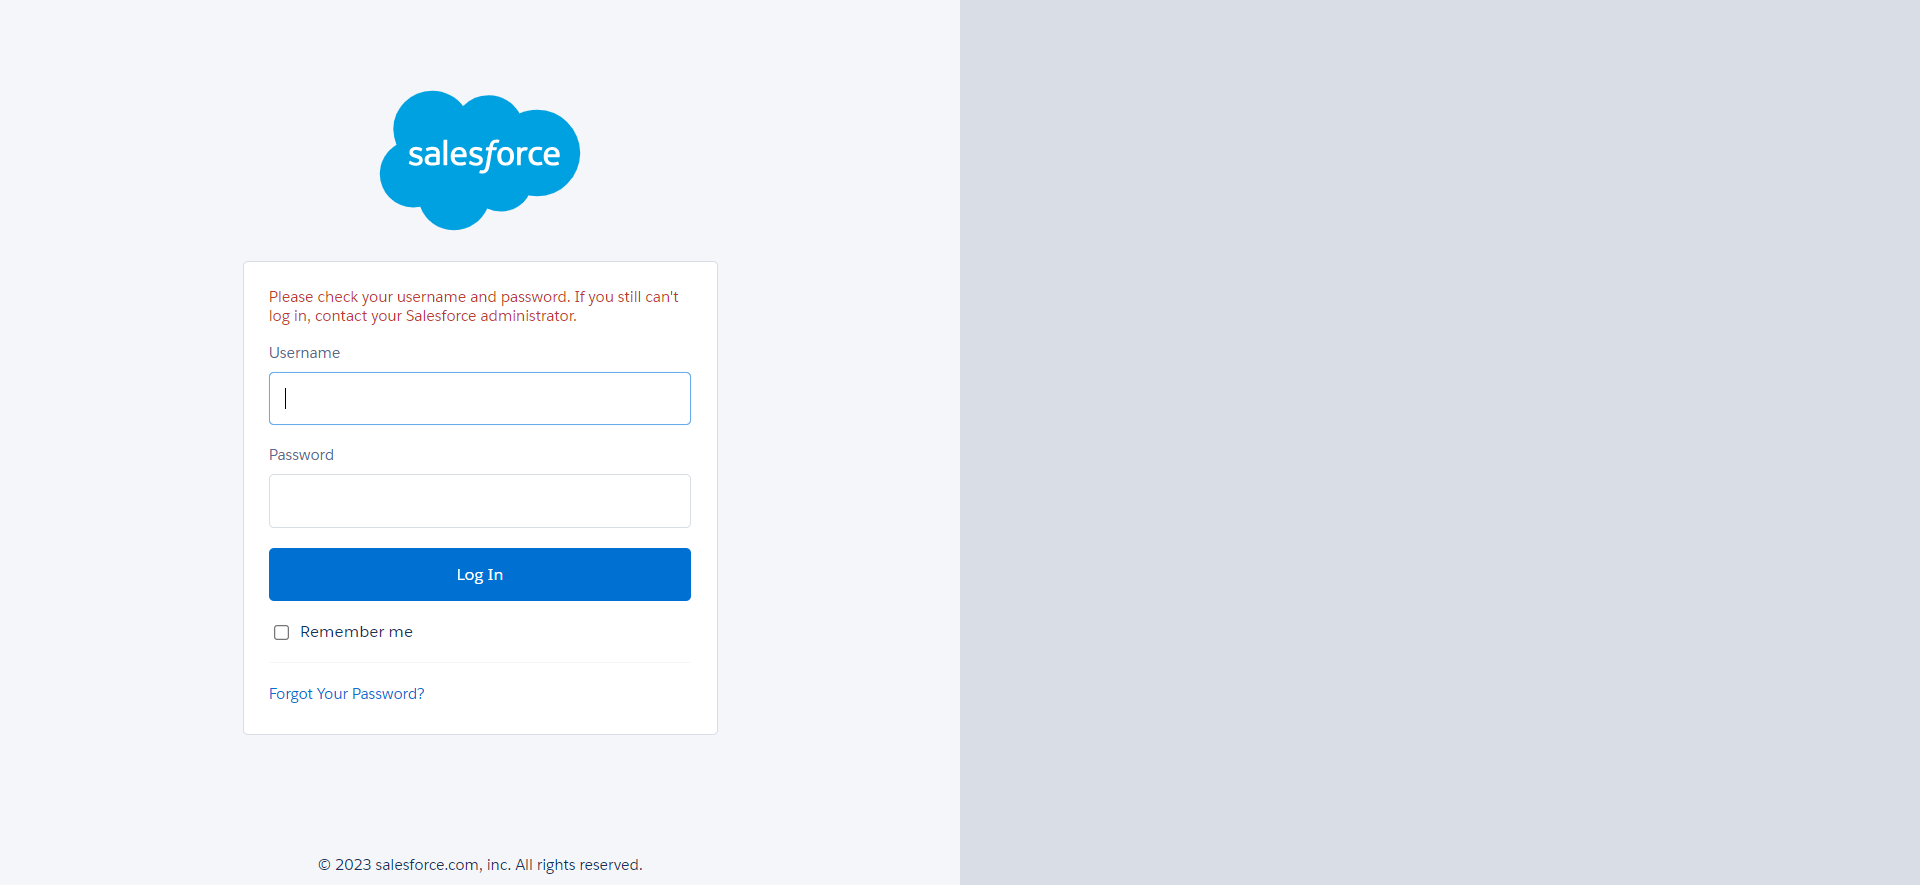 salesforce
Please check your username and password. If you still can't
log in, contact your Salesforce administrator.
Username
Password
Log In
Remember me
Forgot Your Password?
© 2023 salesforce.com, inc. All rights reserved.